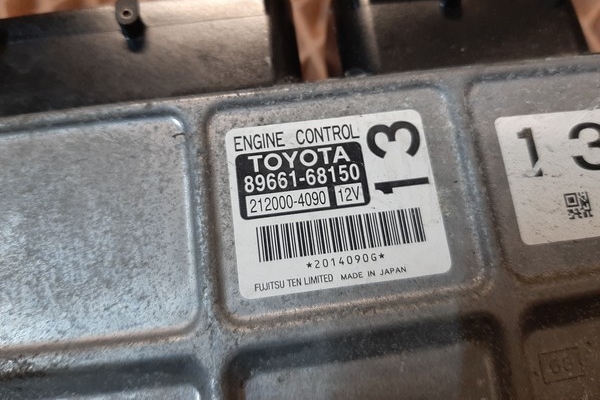 ENGINE CONTROL
TOYOTA
89661-68150
212000-4090 12V
13
*2014090G*
FUJITSU TEN LIMITED MADE IN JAPAN
13